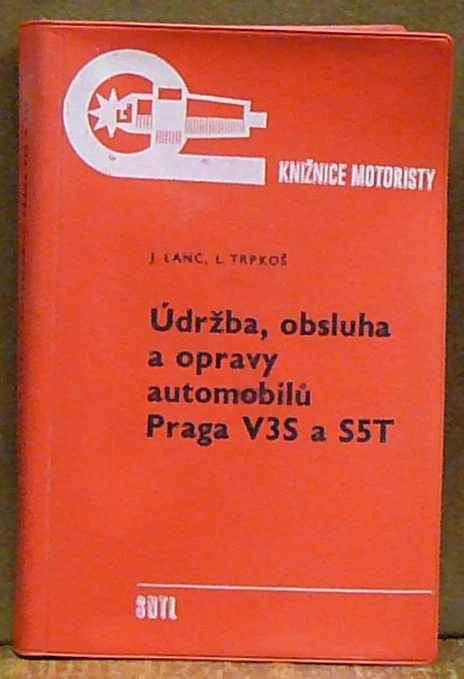 KNIŽNICE MOTORISTY
J. LANC, L. TRPKOŠ
Údržba, obsluha
a opravy
automobilů
Praga V3S a S5T
SNTL